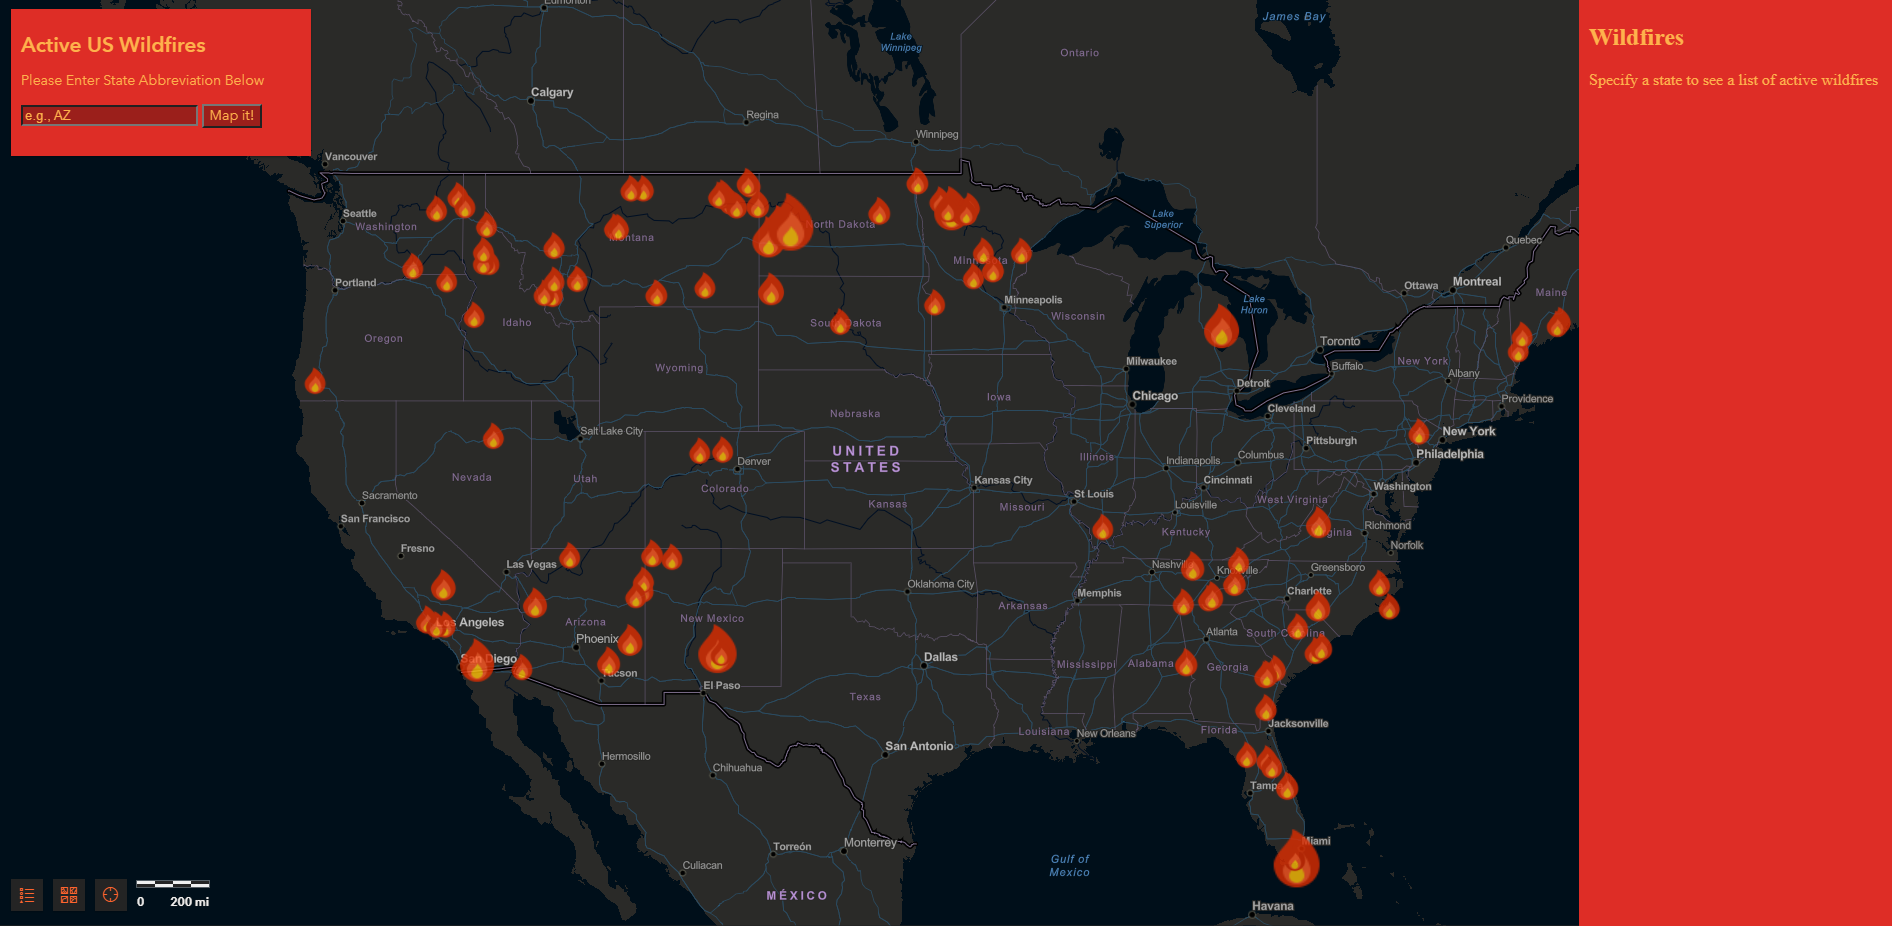 Active US Wildfires
Please Enter State Abbreviation Below
e.g., AZ
Map it!
Wildfires
Specify a state to see a list of active wildfires
Edmonton
James Bay
Lake
Winnipeg
Ontario
Calgary
Regina
Winnipeg
Vancouver
Seattle
Washington
Montana
North Dakota
Lake
Superior
Quebec
Minnesota
Portland
Ottawa
Montreal
Maine
Idaho
South Dakota
Minneapolis
Wisconsin
Lake
Huron
Oregon
Toronto
Wyoming
Milwaukee
Buffalo
New York
Albany
Detroit
Chicago
Iowa
Nebraska
Cleveland
Providence
Salt Lake City
UNITED
STATES
Denver
Illinois
Indianapolis
Columbus
Pittsburgh
New York
Philadelphia
Nevada
Utah
Colorado
Kansas City
Cincinnati
Washington
Sacramento
Kansas
Missouri
St Louis
Louisville
West Virginia
San Francisco
Kentucky
Virginia
Richmond
Fresno
Norfolk
Las Vegas
Nashville
Knoxville
Greensboro
Oklahoma City
Memphis
Charlotte
Los Angeles
Arizona
New Mexico
Arkansas
Phoenix
Atlanta
South Carolina
San Diego
Tucson
Dallas
Mississippi
Alabama
Georgia
El Paso
Texas
Louisiana
New Orleans
Florida
Jacksonville
Hermosillo
Chihuahua
San Antonio
Tampa
Torreón
Monterrey
Miami
Culiacan
Gulf of
Mexico
MÉXICO
Havana
0 200 mi